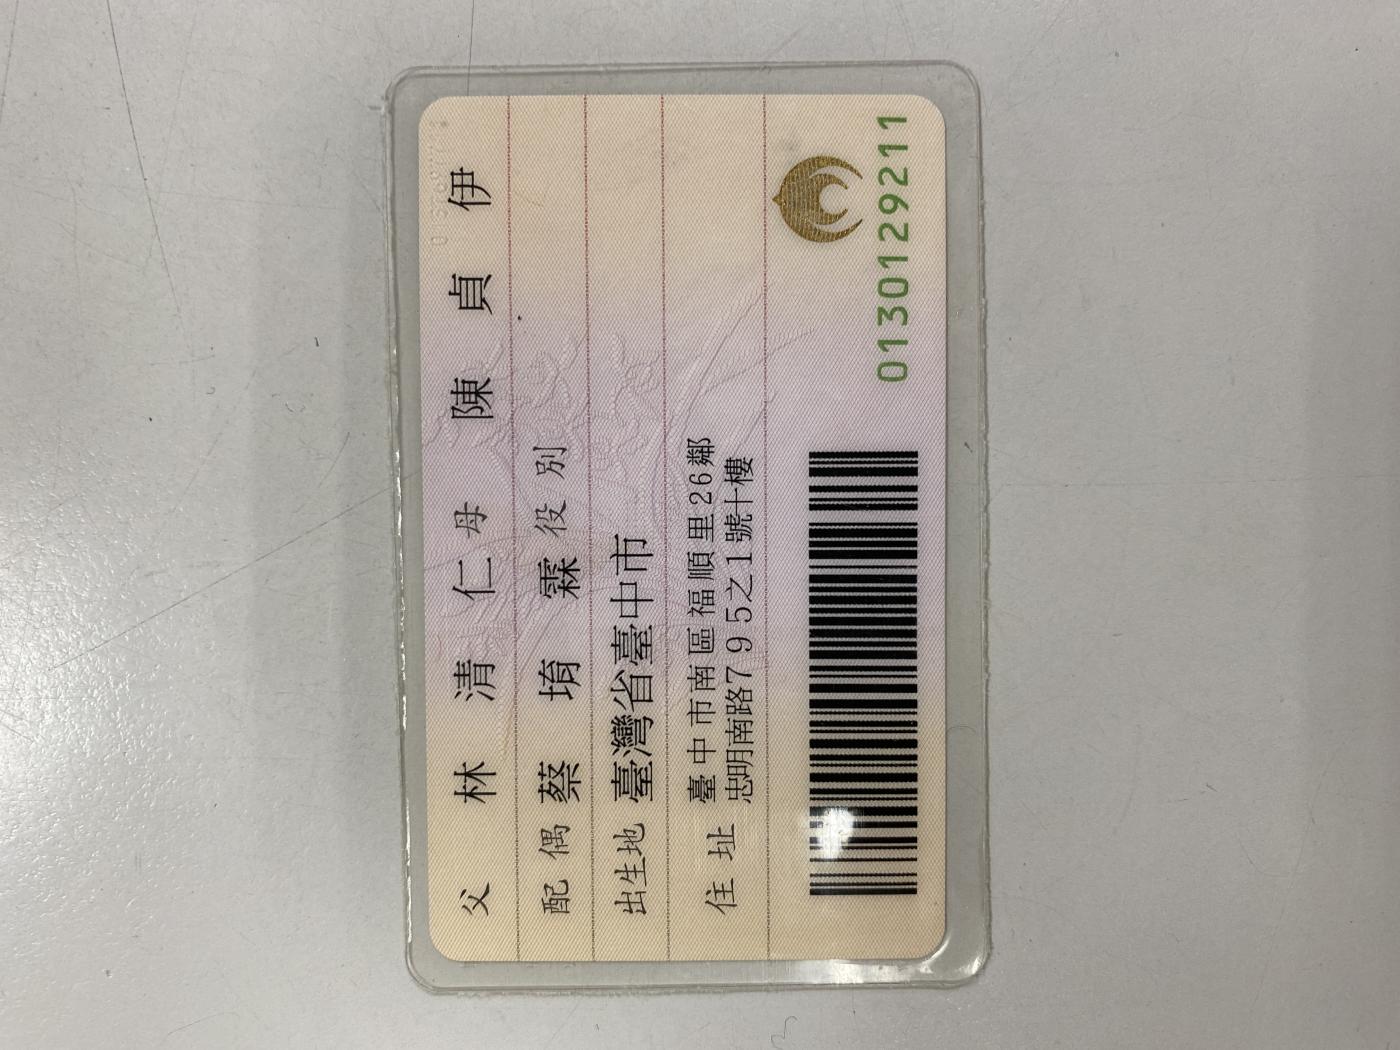 父 林清仁 母 陳貞伊
配偶 蔡堉霖 役別
出生地 臺灣省臺中市
住址 臺中市南區福順里26鄰
忠明南路795之1號十樓
0130129211